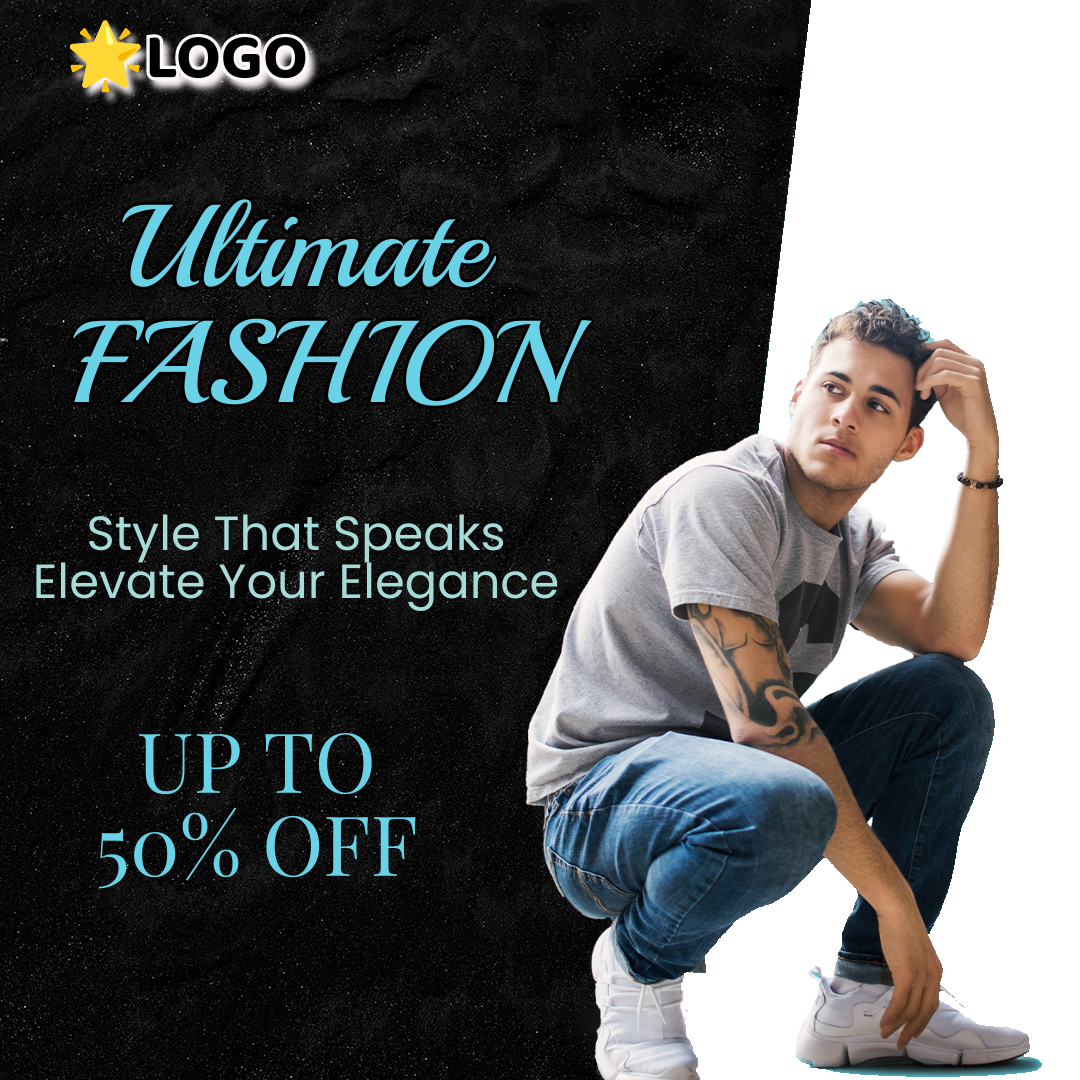 LOGO
Ultimate
FASHION
Style That Speaks
Elevate Your Elegance
UP TO
50% OFF